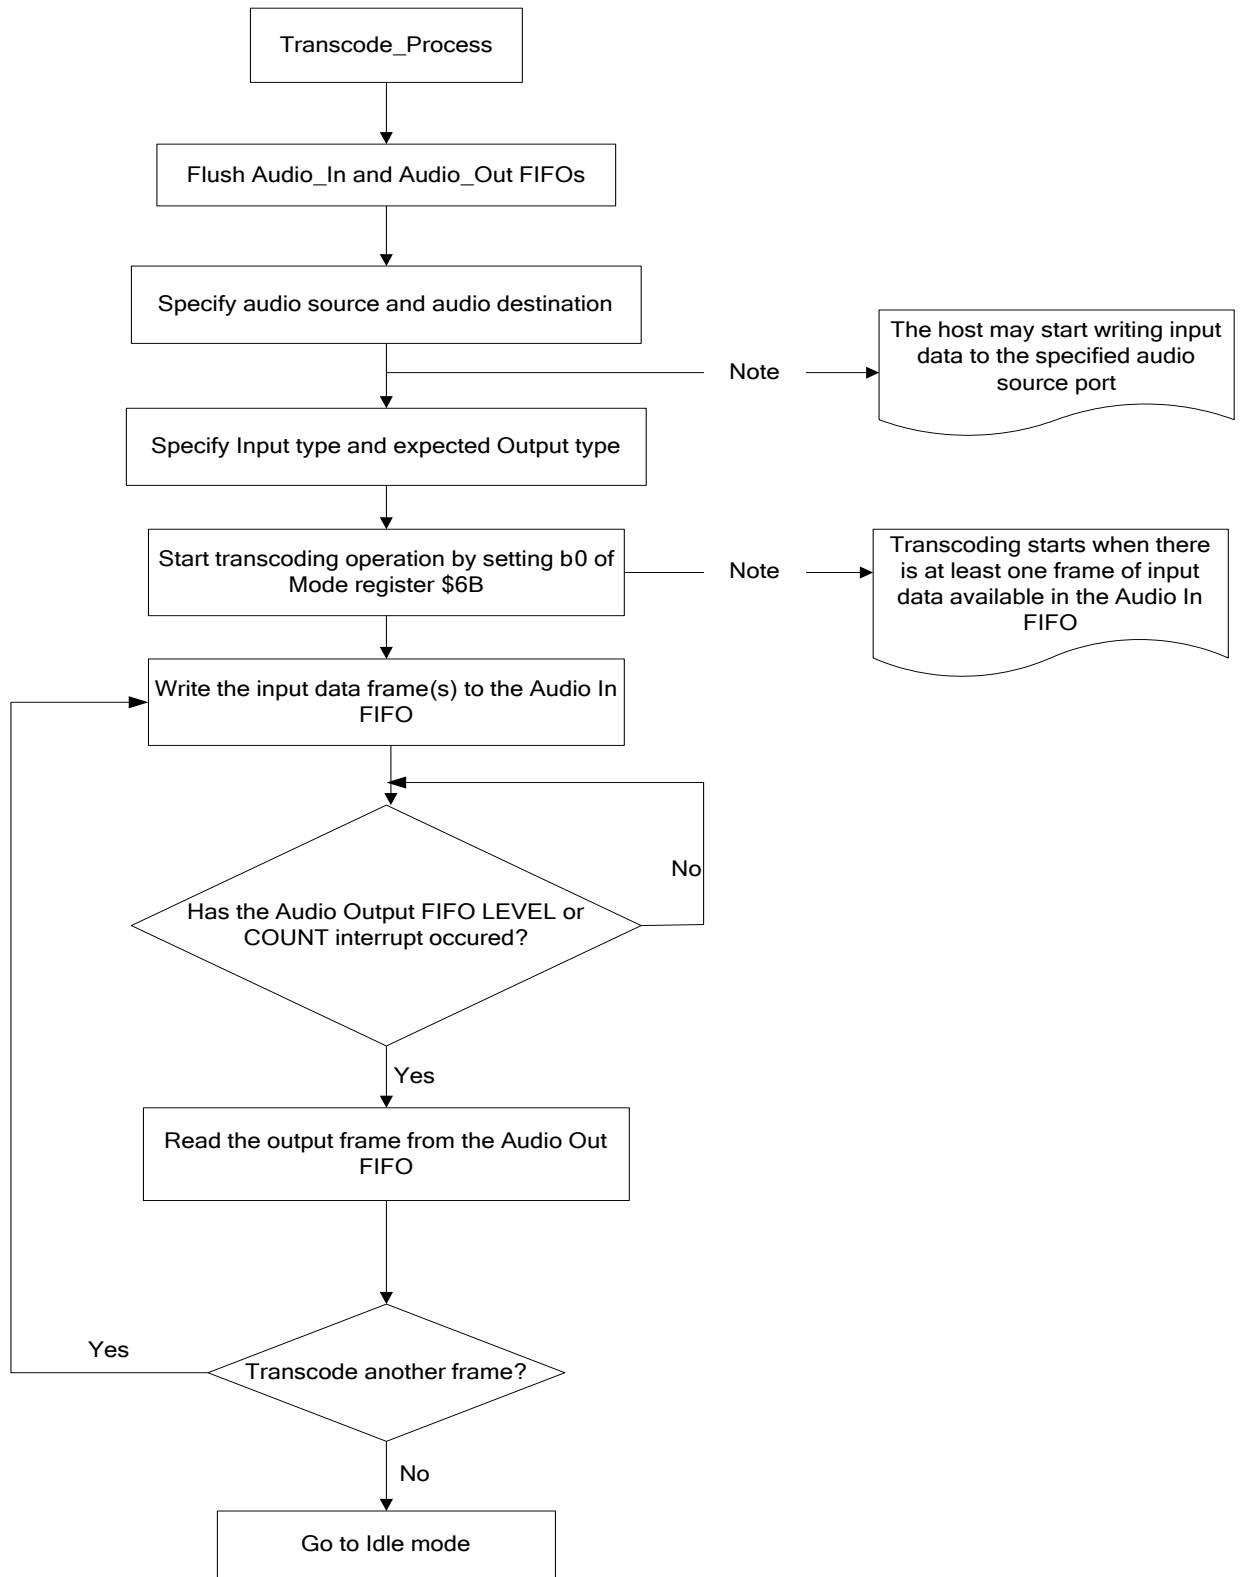 Transcode_Process
Flush Audio_In and Audio_Out FIFOs
Specify audio source and audio destination
Note
The host may start writing input
data to the specified audio
source port
Specify Input type and expected Output type
Start transcoding operation by setting b0 of
Mode register $6B
Note
Transcoding starts when there
is at least one frame of input
data available in the Audio In
FIFO
Write the input data frame(s) to the Audio In
FIFO
No
Has the Audio Output FIFO LEVEL or
COUNT interrupt occured?
Yes
Read the output frame from the Audio Out
FIFO
Yes
Transcode another frame?
No
Go to Idle mode